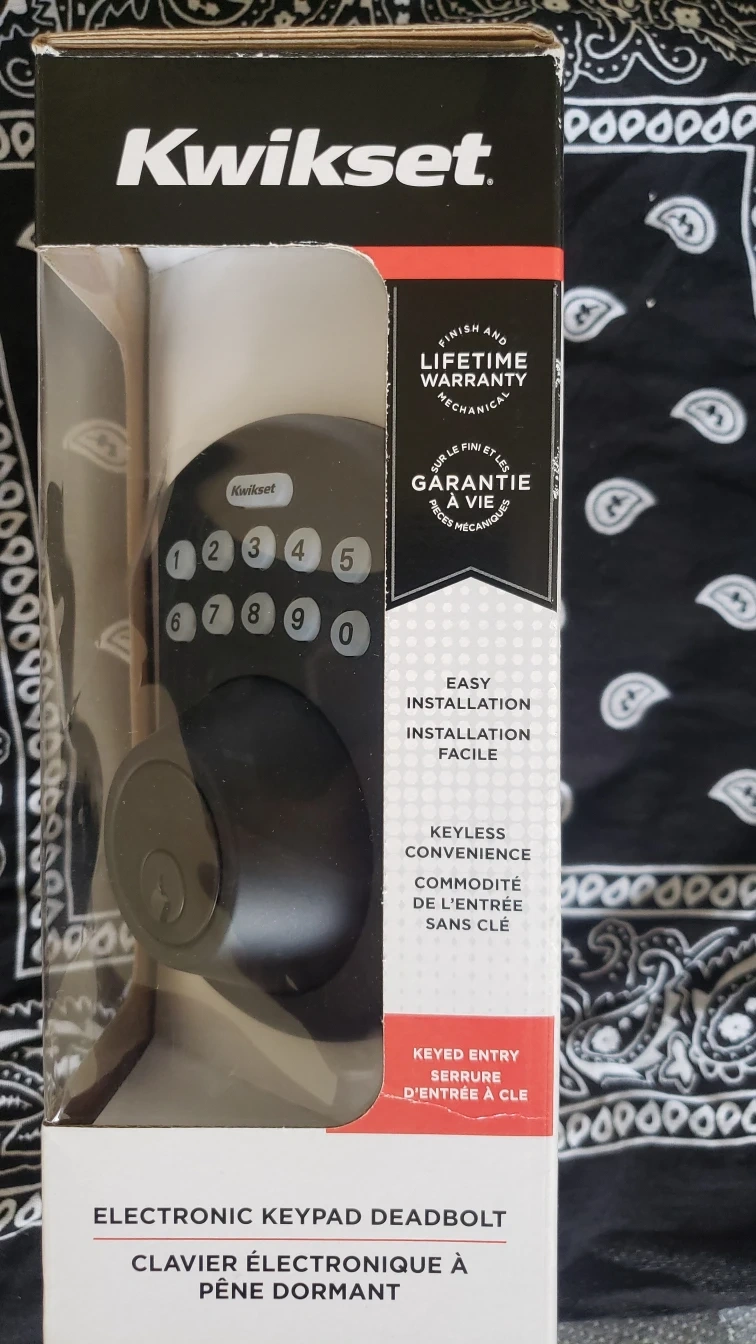 Kwikset
FINISH AND
LIFETIME
WARRANTY
MECHANICAL
SUR LE FINI ET LES
GARANTIE
À VIE
PIÈCES MÉCANIQUES
Kwikset
1 2 3 4 5
6 7 8 9 0
EASY
INSTALLATION
INSTALLATION
FACILE
KEYLESS
CONVENIENCE
COMMODITÉ
DE L'ENTRÉE
SANS CLÉ
KEYED ENTRY
SERRURE
D'ENTRÉE À CLE
ELECTRONIC KEYPAD DEADBOLT
CLAVIER ÉLECTRONIQUE À
PÊNE DORMANT